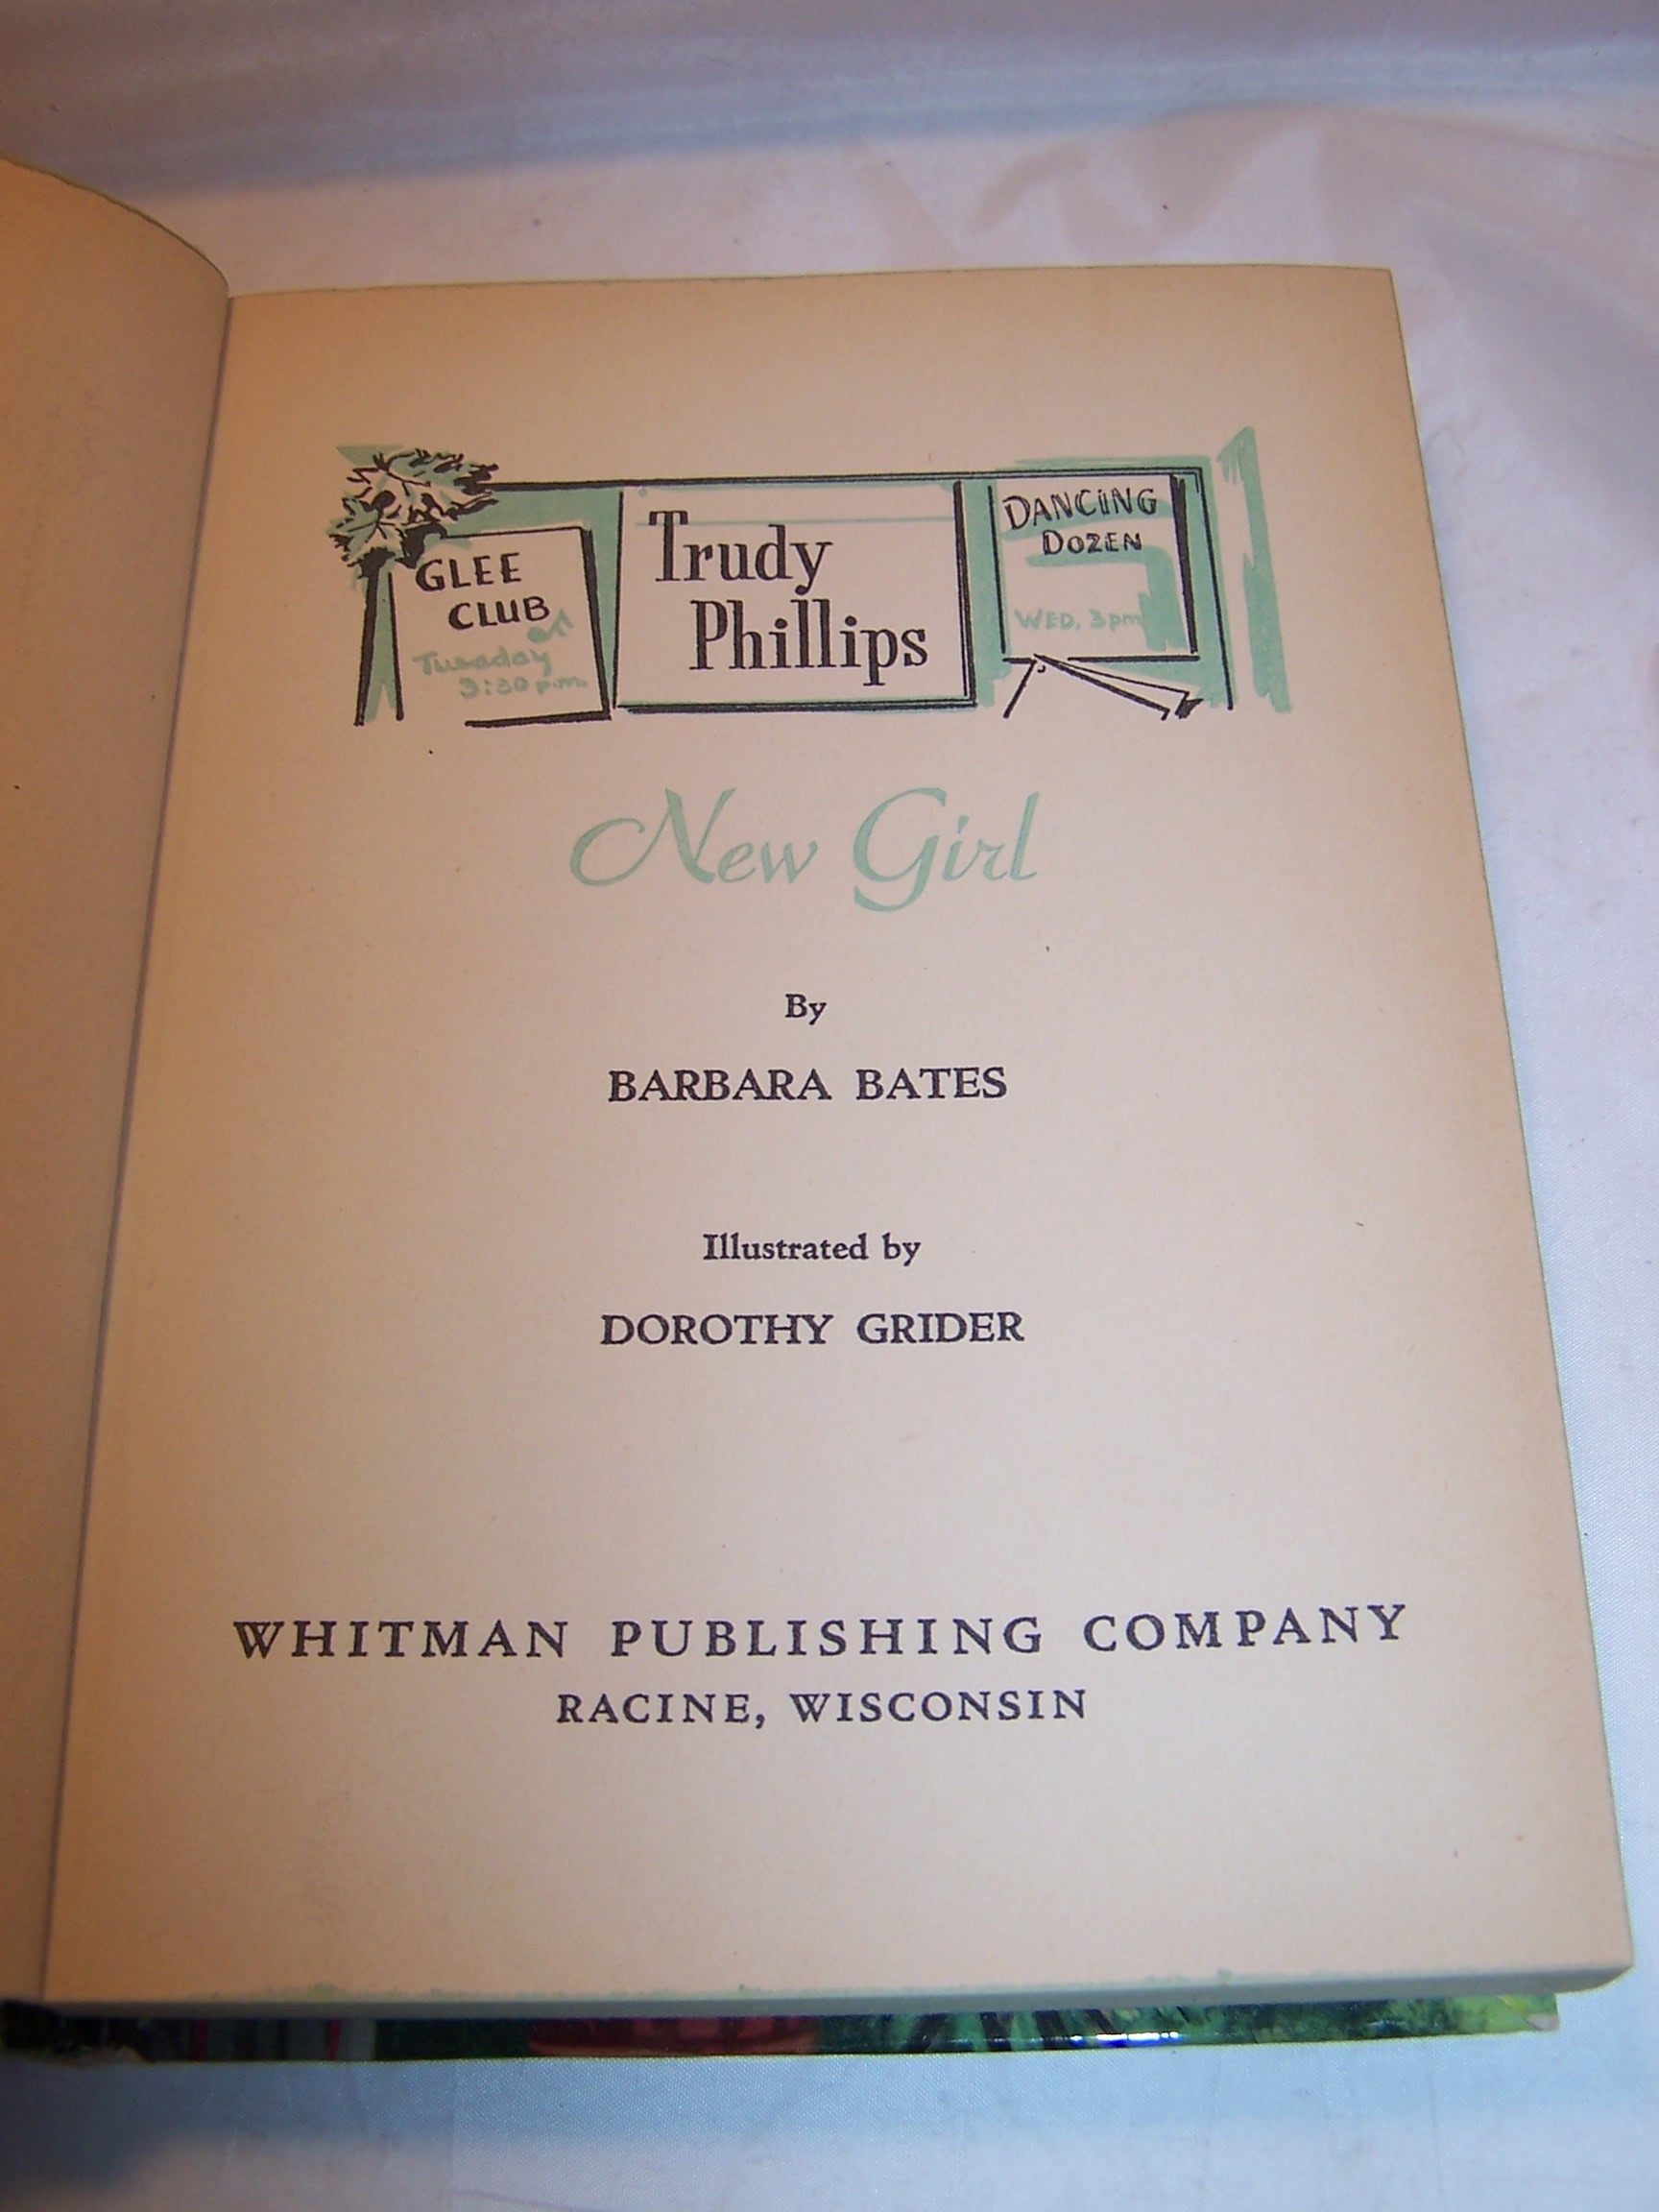 GLEE
CLUB
Tuesday
3:30 p.m.
Trudy
Phillips
DANCING
DOZEN
WED. 3pm
New Girl
By
BARBARA BATES
Illustrated by
DOROTHY GRIDER
WHITMAN PUBLISHING COMPANY
RACINE, WISCONSIN